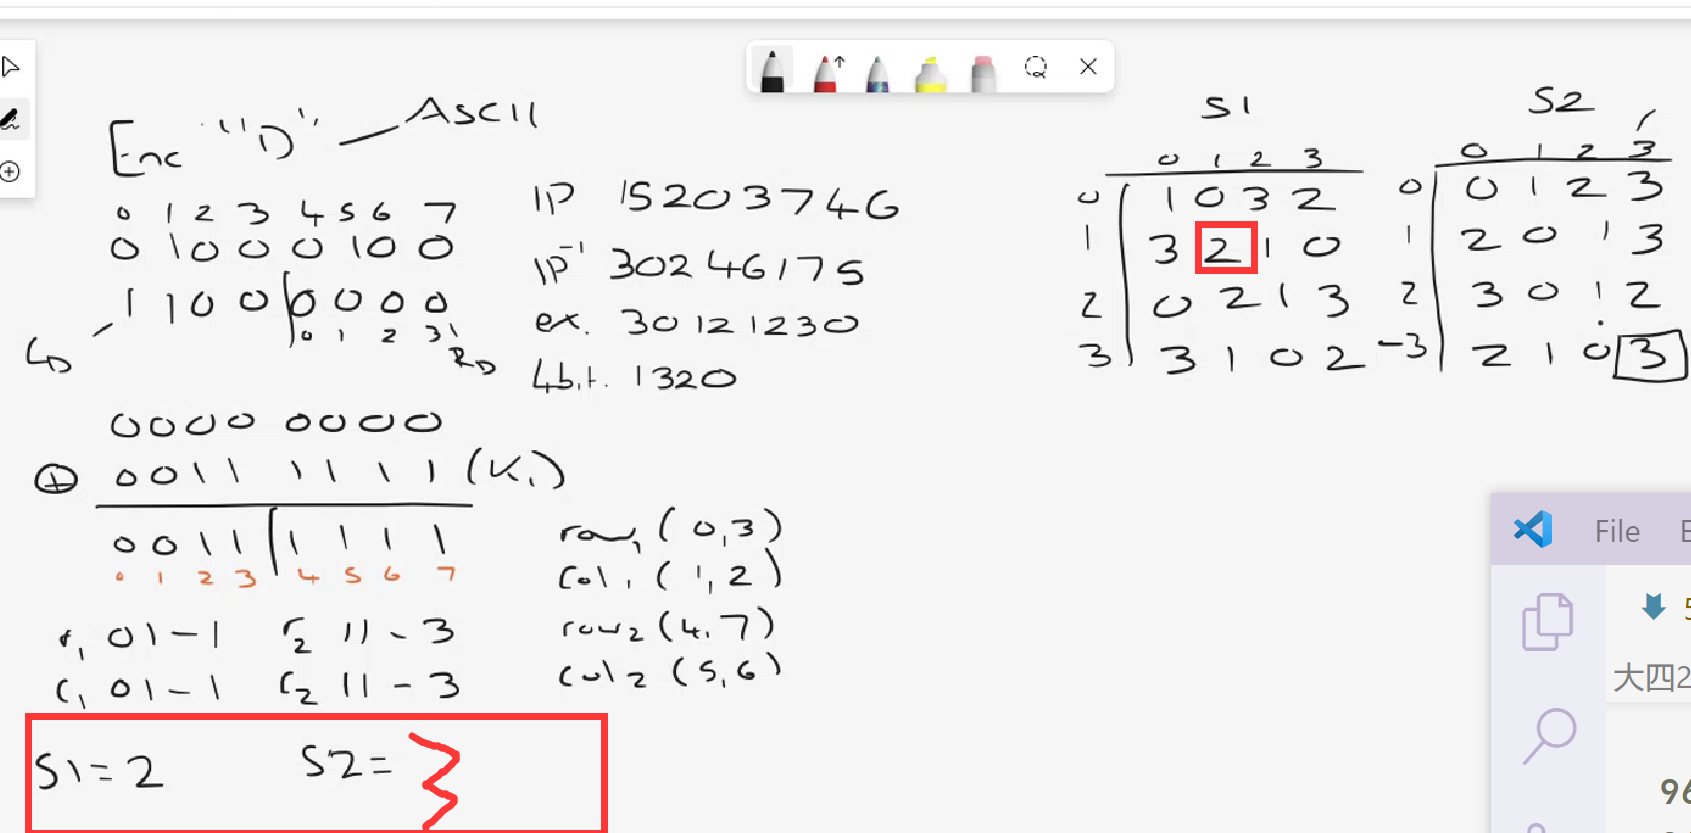 Enc "D" — ASCII
0 1 2 3 4 5 6 7
0 1 0 0 0 1 0 0
1 1 0 0 0 0 0 0
0 1 2 3
L0
R0
IP 15203746
IP⁻¹ 30246175
ex. 30121230
4bit. 1320
0000 0000
⊕ 0011 1111 (K1)
0011 1111
0 1 2 3 4 5 6 7
row1 (0,3)
col1 (1,2)
row2 (4,7)
col2 (5,6)
r1 01-1 r2 11-3
c1 01-1 c2 11-3
S1=2 S2=3
S1
0 1 2 3
0 1 0 3 2
1 3 2 1 0
2 0 2 1 3
3 3 1 0 2
S2
0 1 2 3
0 0 1 2 3
1 2 0 1 3
2 3 0 1 2
-3 2 1 0 3
File
大四2